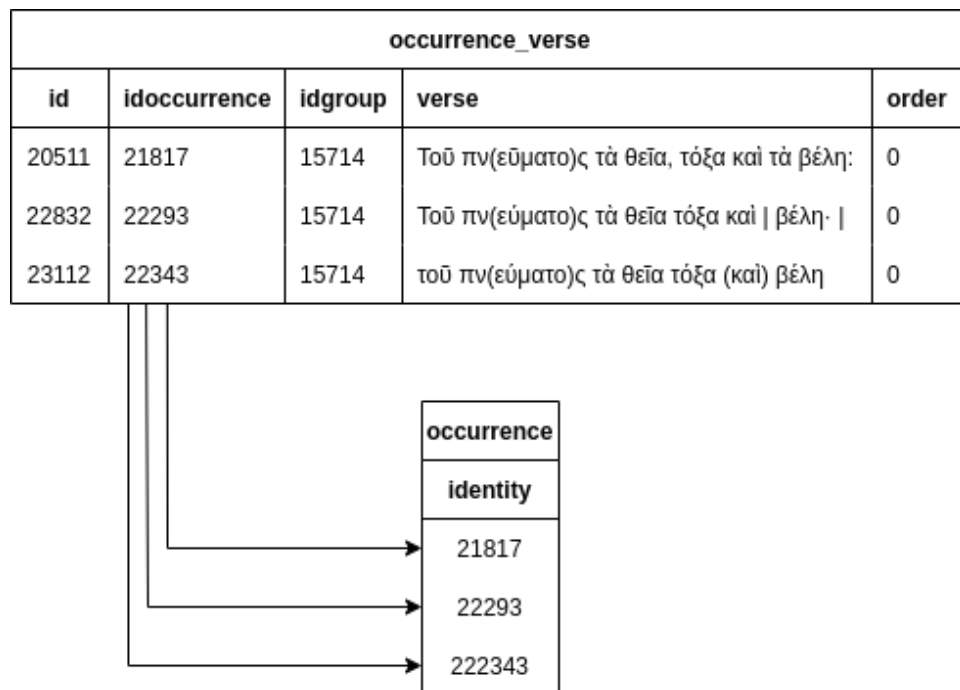 occurrence_verse
id idoccurrence idgroup verse order
20511 21817 15714 Τοῦ πν(εῦματο)ς τὰ θεῖα, τόξα καὶ τὰ βέλη: 0
22832 22293 15714 Τοῦ πν(εύματο)ς τὰ θεῖα τόξα καὶ | βέλη· | 0
23112 22343 15714 τοῦ πν(εύματο)ς τὰ θεῖα τόξα (καὶ) βέλη 0
occurrence
identity
21817
22293
222343